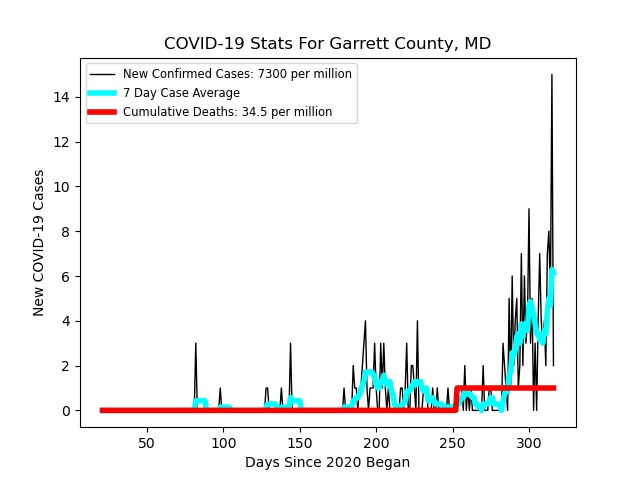 COVID-19 Stats For Garrett County, MD
New Confirmed Cases: 7300 per million
7 Day Case Average
Cumulative Deaths: 34.5 per million
New COVID-19 Cases
14
12
10
8
6
4
2
0
50 100 150 200 250 300
Days Since 2020 Began